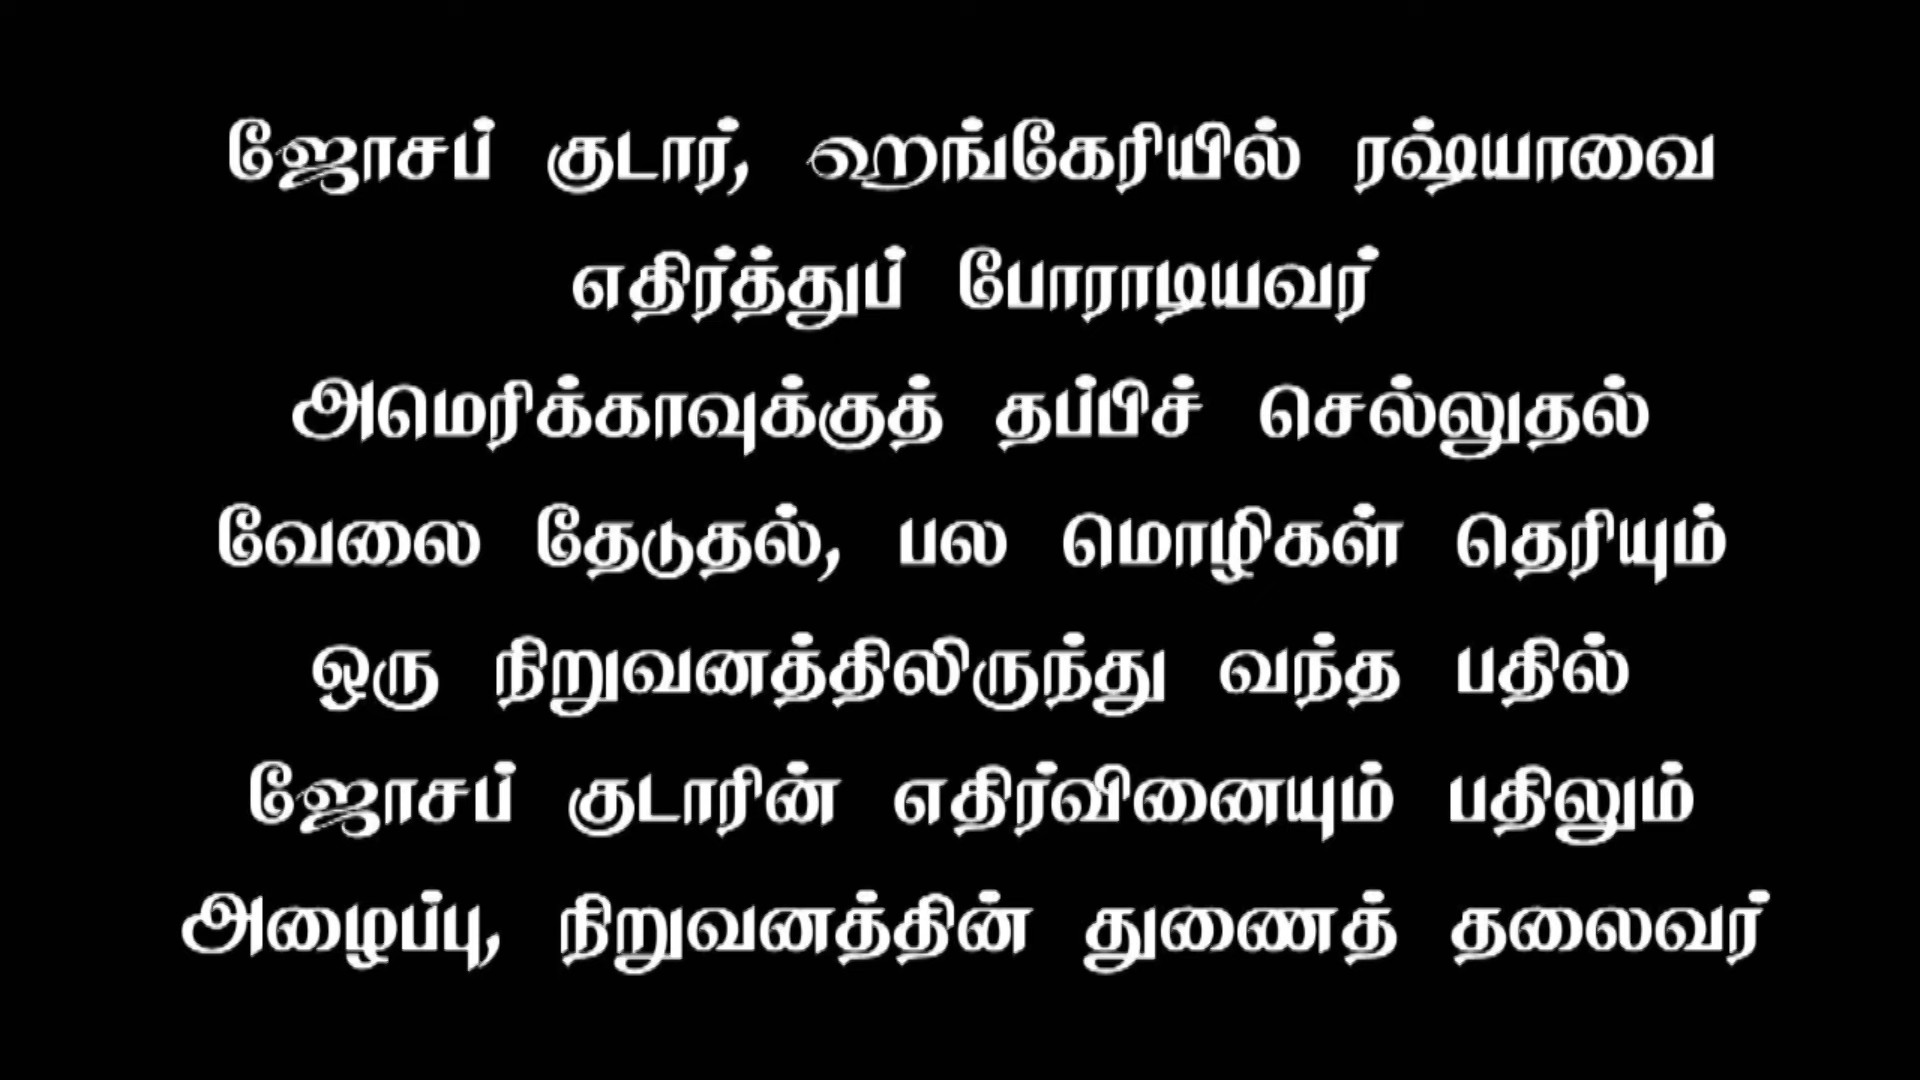 ஜோசப் குடார், ஹங்கேரியில் ரஷ்யாவை
எதிர்த்துப் போராடியவர்
அமெரிக்காவுக்குத் தப்பிச் செல்லுதல்
வேலை தேடுதல், பல மொழிகள் தெரியும்
ஒரு நிறுவனத்திலிருந்து வந்த பதில்
ஜோசப் குடாரின் எதிர்வினையும் பதிலும்
அழைப்பு, நிறுவனத்தின் துணைத் தலைவர்